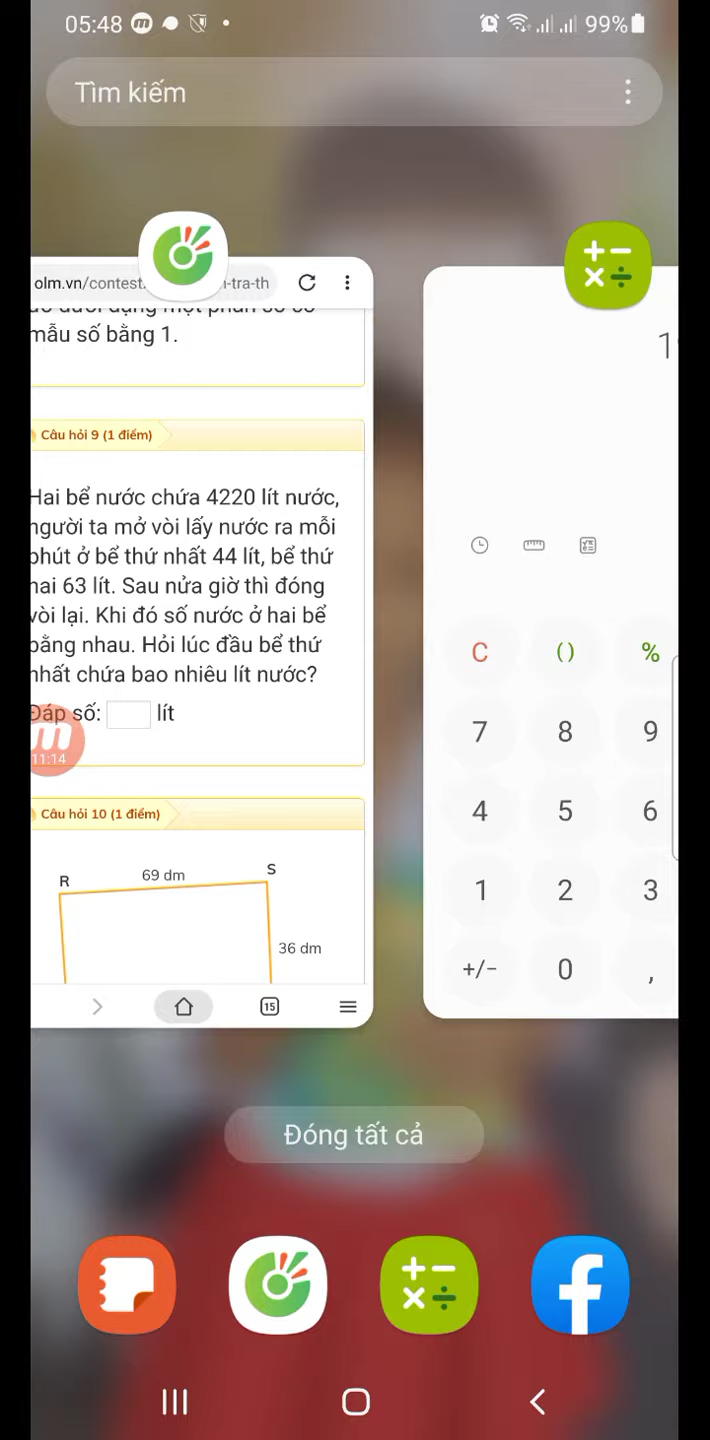 05:48
99%
Tìm kiếm
olm.vn/contest.
-tra-th
mẫu số bằng 1.
Câu hỏi 9 (1 điểm)
Hai bể nước chứa 4220 lít nước,
người ta mở vòi lấy nước ra mỗi
phút ở bể thứ nhất 44 lít, bể thứ
hai 63 lít. Sau nửa giờ thì đóng
vòi lại. Khi đó số nước ở hai bể
bằng nhau. Hỏi lúc đầu bể thứ
nhất chứa bao nhiêu lít nước?
Đáp số: lít
11:14
Câu hỏi 10 (1 điểm)
R
69 dm
S
36 dm
15
1
C ( ) %
7 8 9
4 5 6
1 2 3
+/− 0 ,
Đóng tất cả